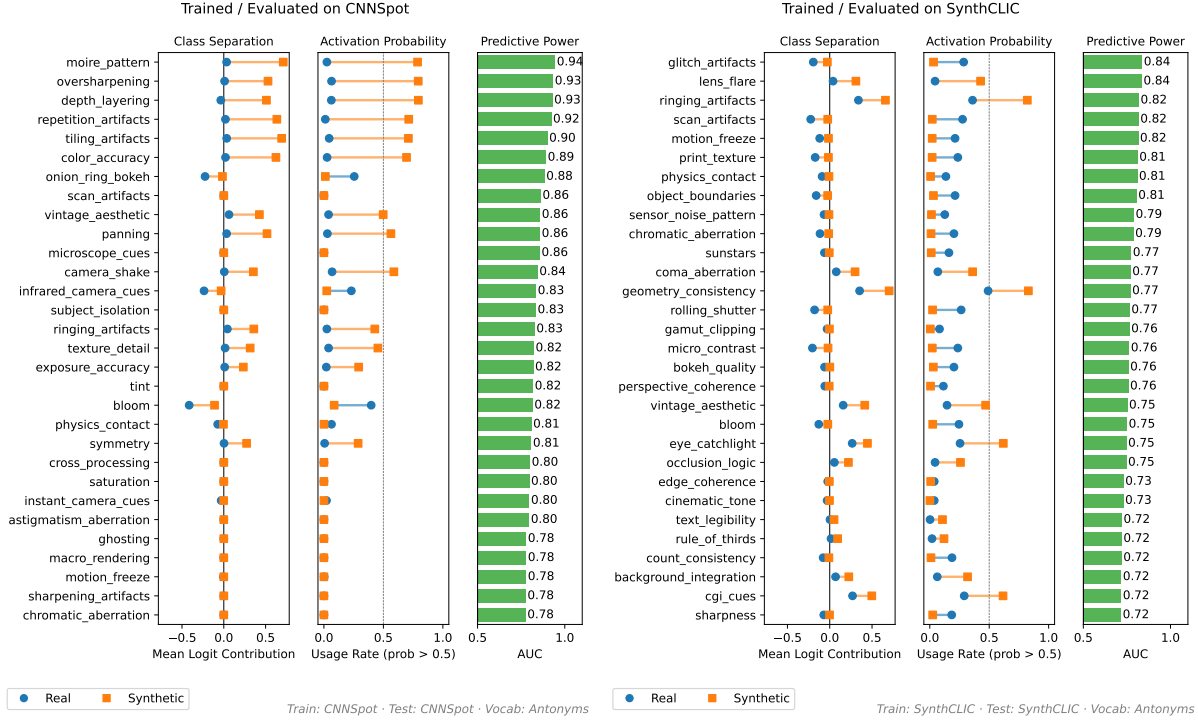 Trained / Evaluated on CNNSpot
Class Separation
Activation Probability
Predictive Power
moire_pattern 0.94
oversharpening 0.93
depth_layering 0.93
repetition_artifacts 0.92
tiling_artifacts 0.90
color_accuracy 0.89
onion_ring_bokeh 0.88
scan_artifacts 0.86
vintage_aesthetic 0.86
panning 0.86
microscope_cues 0.86
camera_shake 0.84
infrared_camera_cues 0.83
subject_isolation 0.83
ringing_artifacts 0.83
texture_detail 0.82
exposure_accuracy 0.82
tint 0.82
bloom 0.82
physics_contact 0.81
symmetry 0.81
cross_processing 0.80
saturation 0.80
instant_camera_cues 0.80
astigmatism_aberration 0.80
ghosting 0.78
macro_rendering 0.78
motion_freeze 0.78
sharpening_artifacts 0.78
chromatic_aberration 0.78
−0.5 0.0 0.5 0.0 0.5 1.0 0.5 1.0
Mean Logit Contribution
Usage Rate (prob > 0.5)
AUC
Real Synthetic
Train: CNNSpot · Test: CNNSpot · Vocab: Antonyms
Trained / Evaluated on SynthCLIC
Class Separation
Activation Probability
Predictive Power
glitch_artifacts 0.84
lens_flare 0.84
ringing_artifacts 0.82
scan_artifacts 0.82
motion_freeze 0.82
print_texture 0.81
physics_contact 0.81
object_boundaries 0.81
sensor_noise_pattern 0.79
chromatic_aberration 0.79
sunstars 0.77
coma_aberration 0.77
geometry_consistency 0.77
rolling_shutter 0.77
gamut_clipping 0.76
micro_contrast 0.76
bokeh_quality 0.76
perspective_coherence 0.76
vintage_aesthetic 0.75
bloom 0.75
eye_catchlight 0.75
occlusion_logic 0.75
edge_coherence 0.73
cinematic_tone 0.73
text_legibility 0.72
rule_of_thirds 0.72
count_consistency 0.72
background_integration 0.72
cgi_cues 0.72
sharpness 0.72
−0.5 0.0 0.5 0.0 0.5 1.0 0.5 1.0
Mean Logit Contribution
Usage Rate (prob > 0.5)
AUC
Real Synthetic
Train: SynthCLIC · Test: SynthCLIC · Vocab: Antonyms